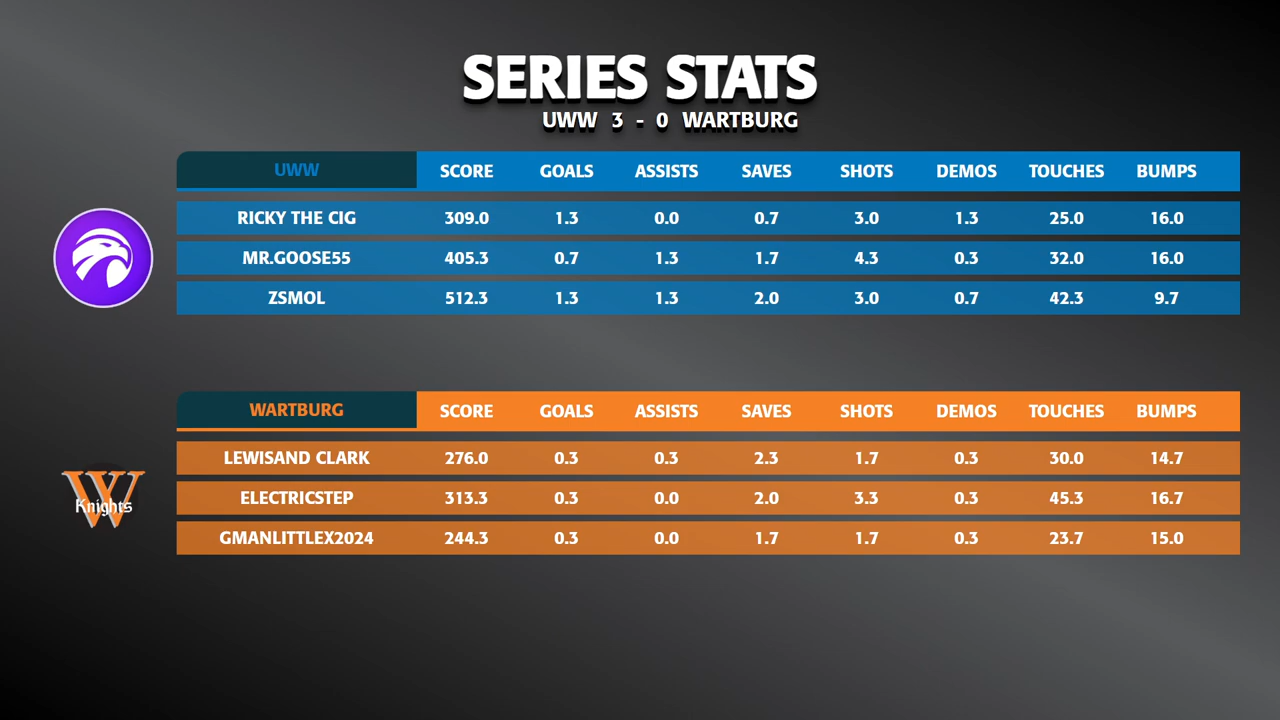 SERIES STATS
UWW 3 - 0 WARTBURG
UWW SCORE GOALS ASSISTS SAVES SHOTS DEMOS TOUCHES BUMPS
RICKY THE CIG 309.0 1.3 0.0 0.7 3.0 1.3 25.0 16.0
MR.GOOSE55 405.3 0.7 1.3 1.7 4.3 0.3 32.0 16.0
ZSMOL 512.3 1.3 1.3 2.0 3.0 0.7 42.3 9.7
WARTBURG SCORE GOALS ASSISTS SAVES SHOTS DEMOS TOUCHES BUMPS
LEWISAND CLARK 276.0 0.3 0.3 2.3 1.7 0.3 30.0 14.7
W
Knights
ELECTRICSTEP 313.3 0.3 0.0 2.0 3.3 0.3 45.3 16.7
GMANLITTLEX2024 244.3 0.3 0.0 1.7 1.7 0.3 23.7 15.0